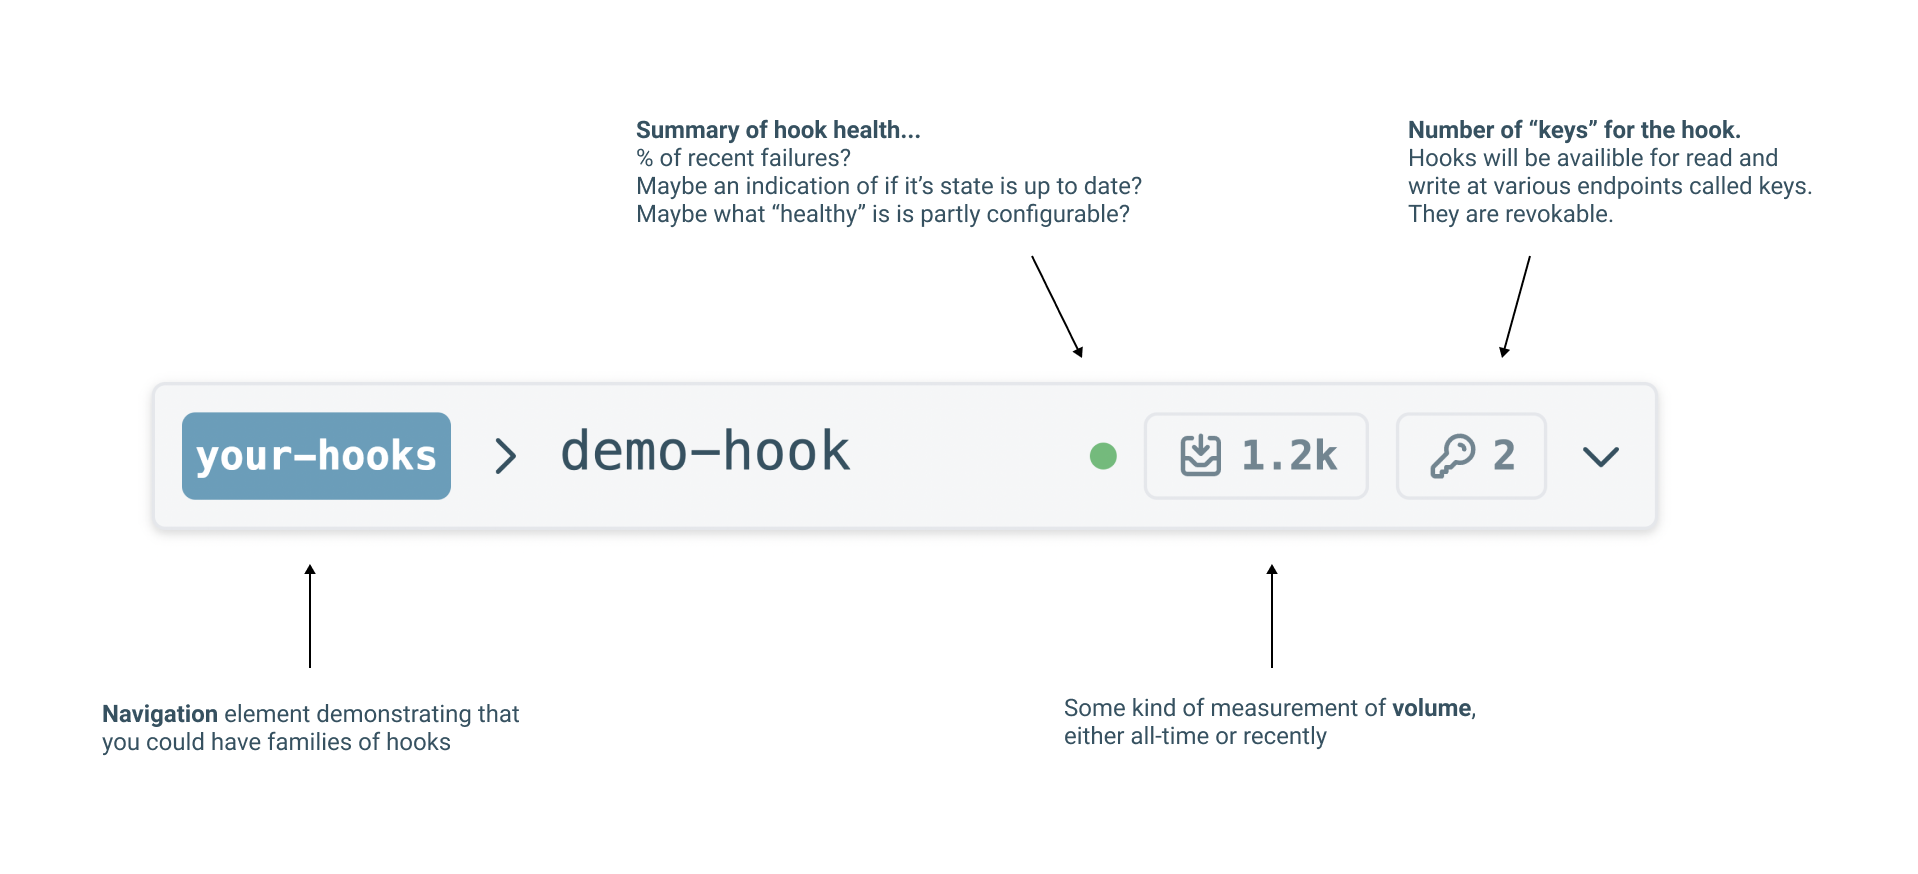 Summary of hook health...
% of recent failures?
Maybe an indication of if it’s state is up to date?
Maybe what “healthy” is is partly configurable?
Number of “keys” for the hook.
Hooks will be availible for read and
write at various endpoints called keys.
They are revokable.
your-hooks > demo-hook 1.2k 2
Navigation element demonstrating that
you could have families of hooks
Some kind of measurement of volume,
either all-time or recently